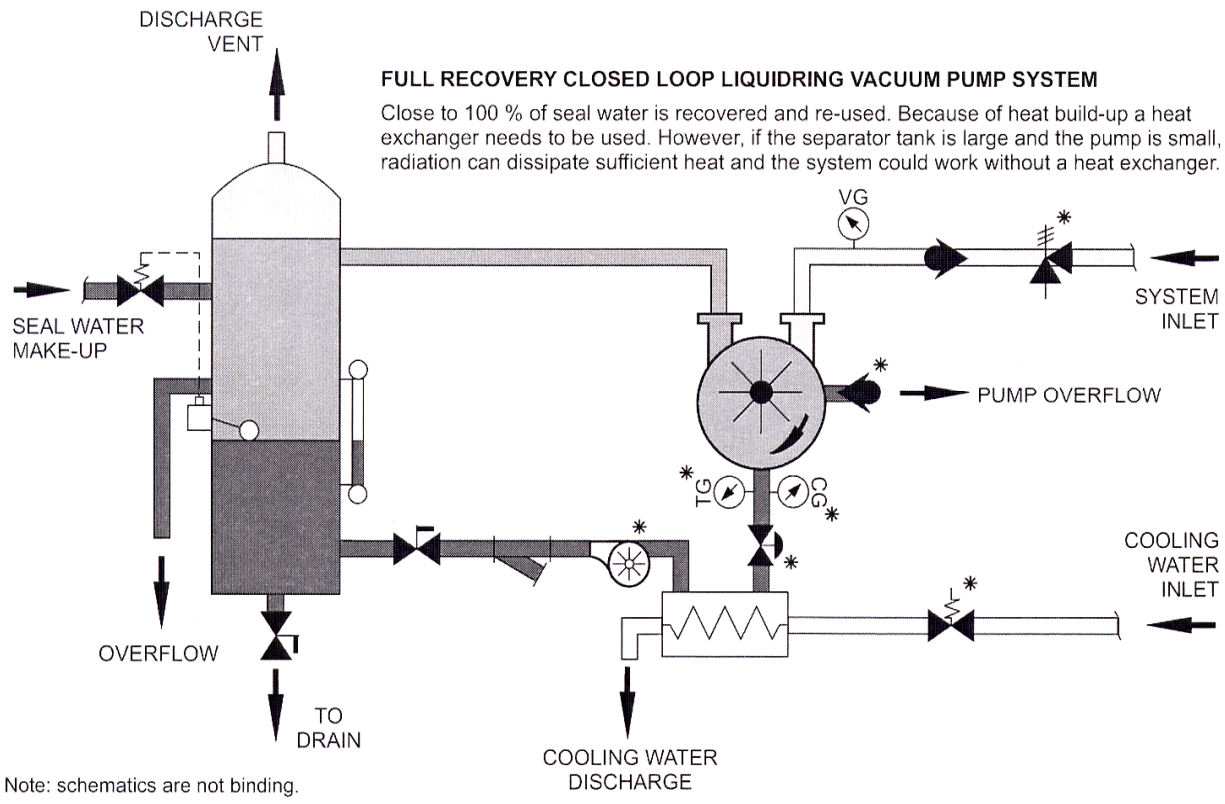 DISCHARGE
VENT
FULL RECOVERY CLOSED LOOP LIQUIDRING VACUUM PUMP SYSTEM
Close to 100 % of seal water is recovered and re-used. Because of heat build-up a heat
exchanger needs to be used. However, if the separator tank is large and the pump is small,
radiation can dissipate sufficient heat and the system could work without a heat exchanger.
VG
*
SYSTEM
INLET
SEAL WATER
MAKE-UP
*
PUMP OVERFLOW
*
TG
CG
*
*
*
COOLING
WATER
INLET
*
OVERFLOW
TO
DRAIN
COOLING WATER
DISCHARGE
Note: schematics are not binding.